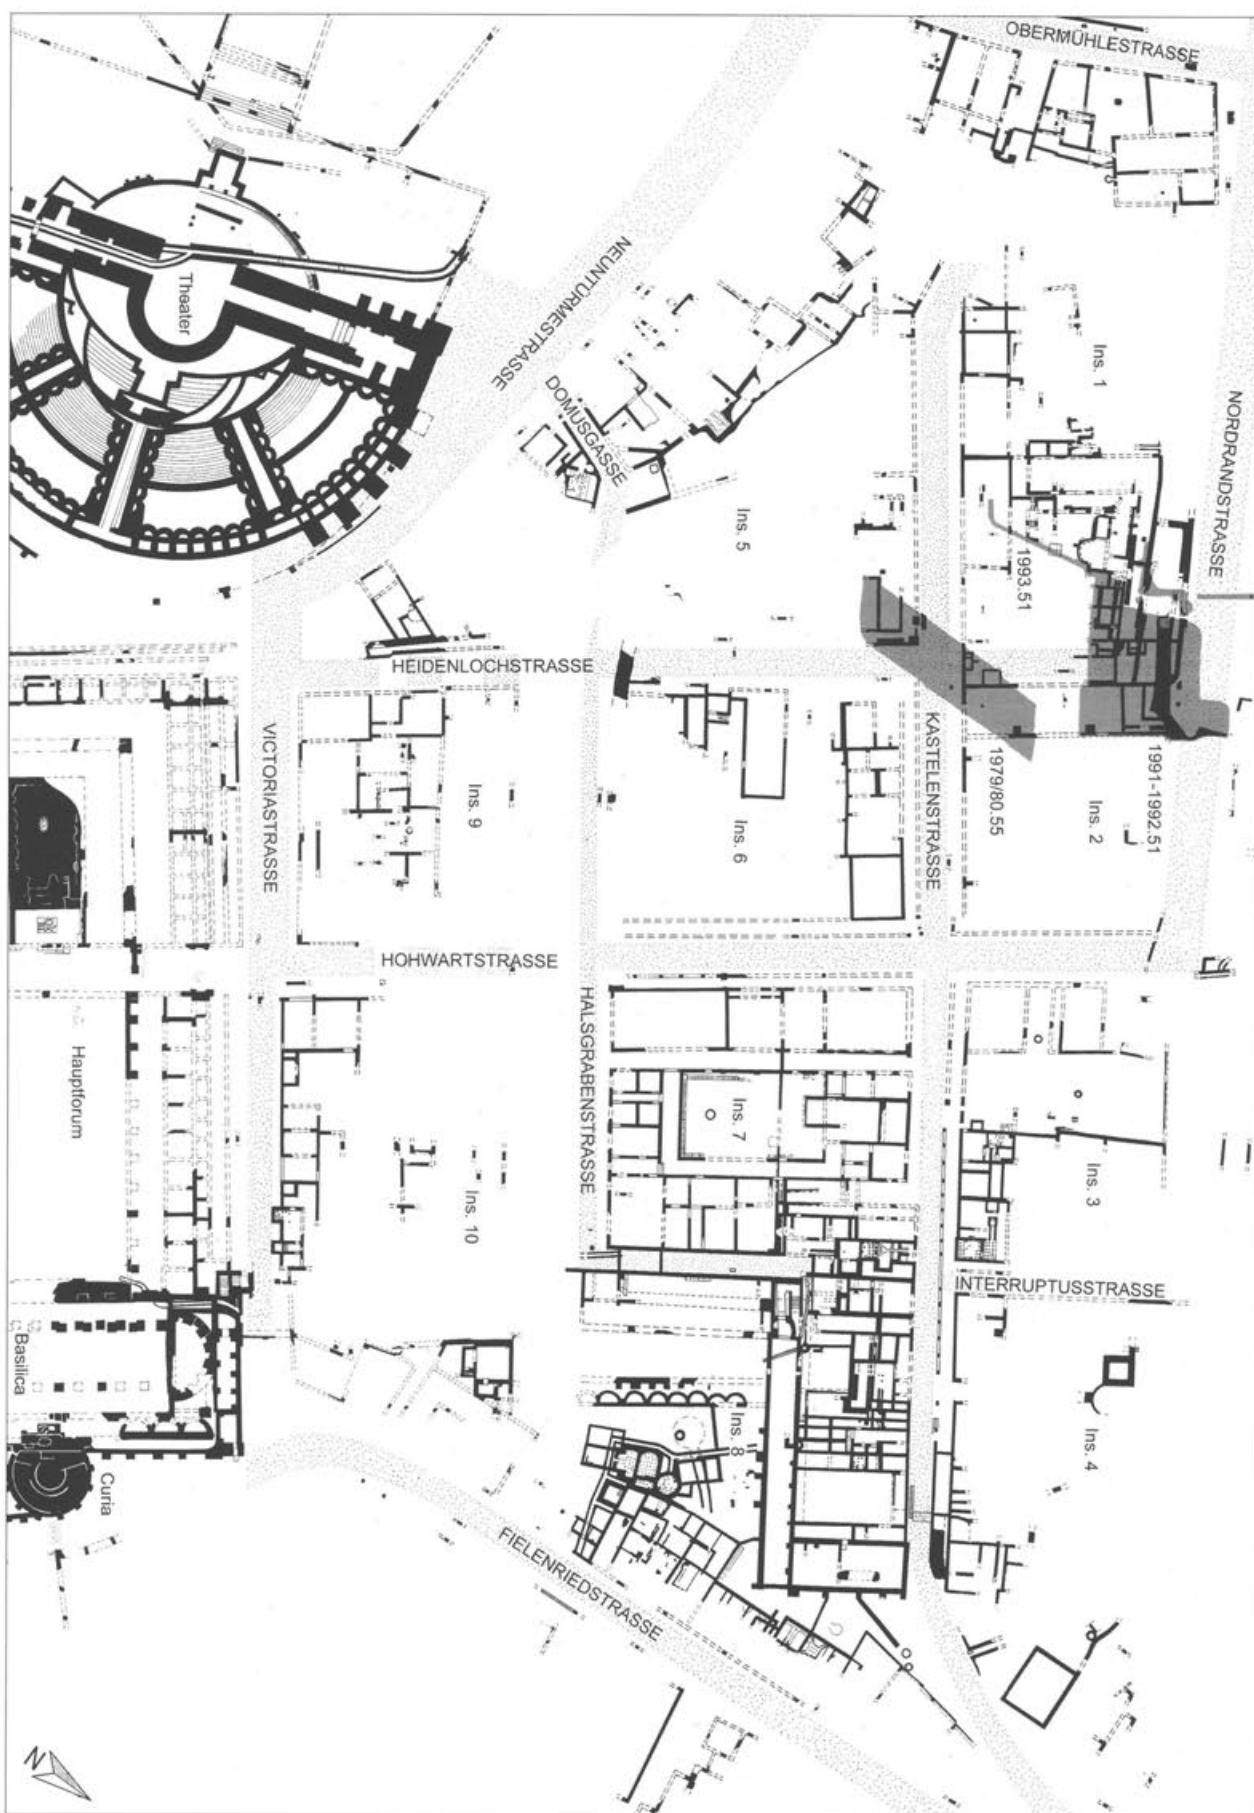 OBERMÜHLESTRASSE
NEUNTÜRMESTRASSE
Theater
DOMUSGASSE
Ins. 1
NORDRANDSTRASSE
Ins. 5
1993.51
HEIDENLOCHSTRASSE
VICTORIASTRASSE
Ins. 9
Ins. 6
KASTELENSTRASSE
1979/80.55
Ins. 2
1991-1992.51
HOHWARTSTRASSE
Hauptforum
HALSGRABENSTRASSE
Ins. 7
Ins. 10
Ins. 3
INTERRUPTUSSTRASSE
Basilica
Curia
Ins. 8
Ins. 4
FIELENRIEDSTRASSE
N